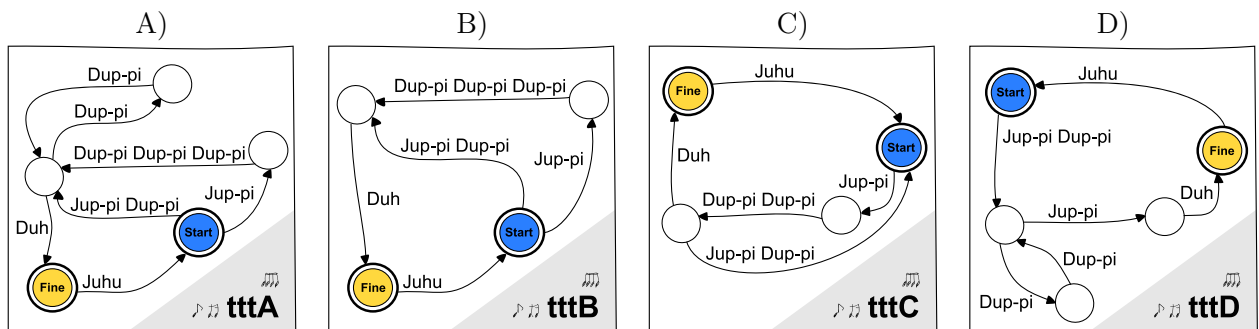 A)
Dup-pi
Dup-pi
Dup-pi Dup-pi Dup-pi
Jup-pi
Jup-pi Dup-pi
Duh
Start
Fine
Juhu
tttA
B)
Dup-pi Dup-pi Dup-pi
Jup-pi Dup-pi
Jup-pi
Duh
Start
Fine
Juhu
tttB
C)
Juhu
Fine
Start
Duh
Jup-pi
Dup-pi Dup-pi
Jup-pi Dup-pi
tttC
D)
Juhu
Start
Jup-pi Dup-pi
Fine
Duh
Jup-pi
Dup-pi
Dup-pi
tttD